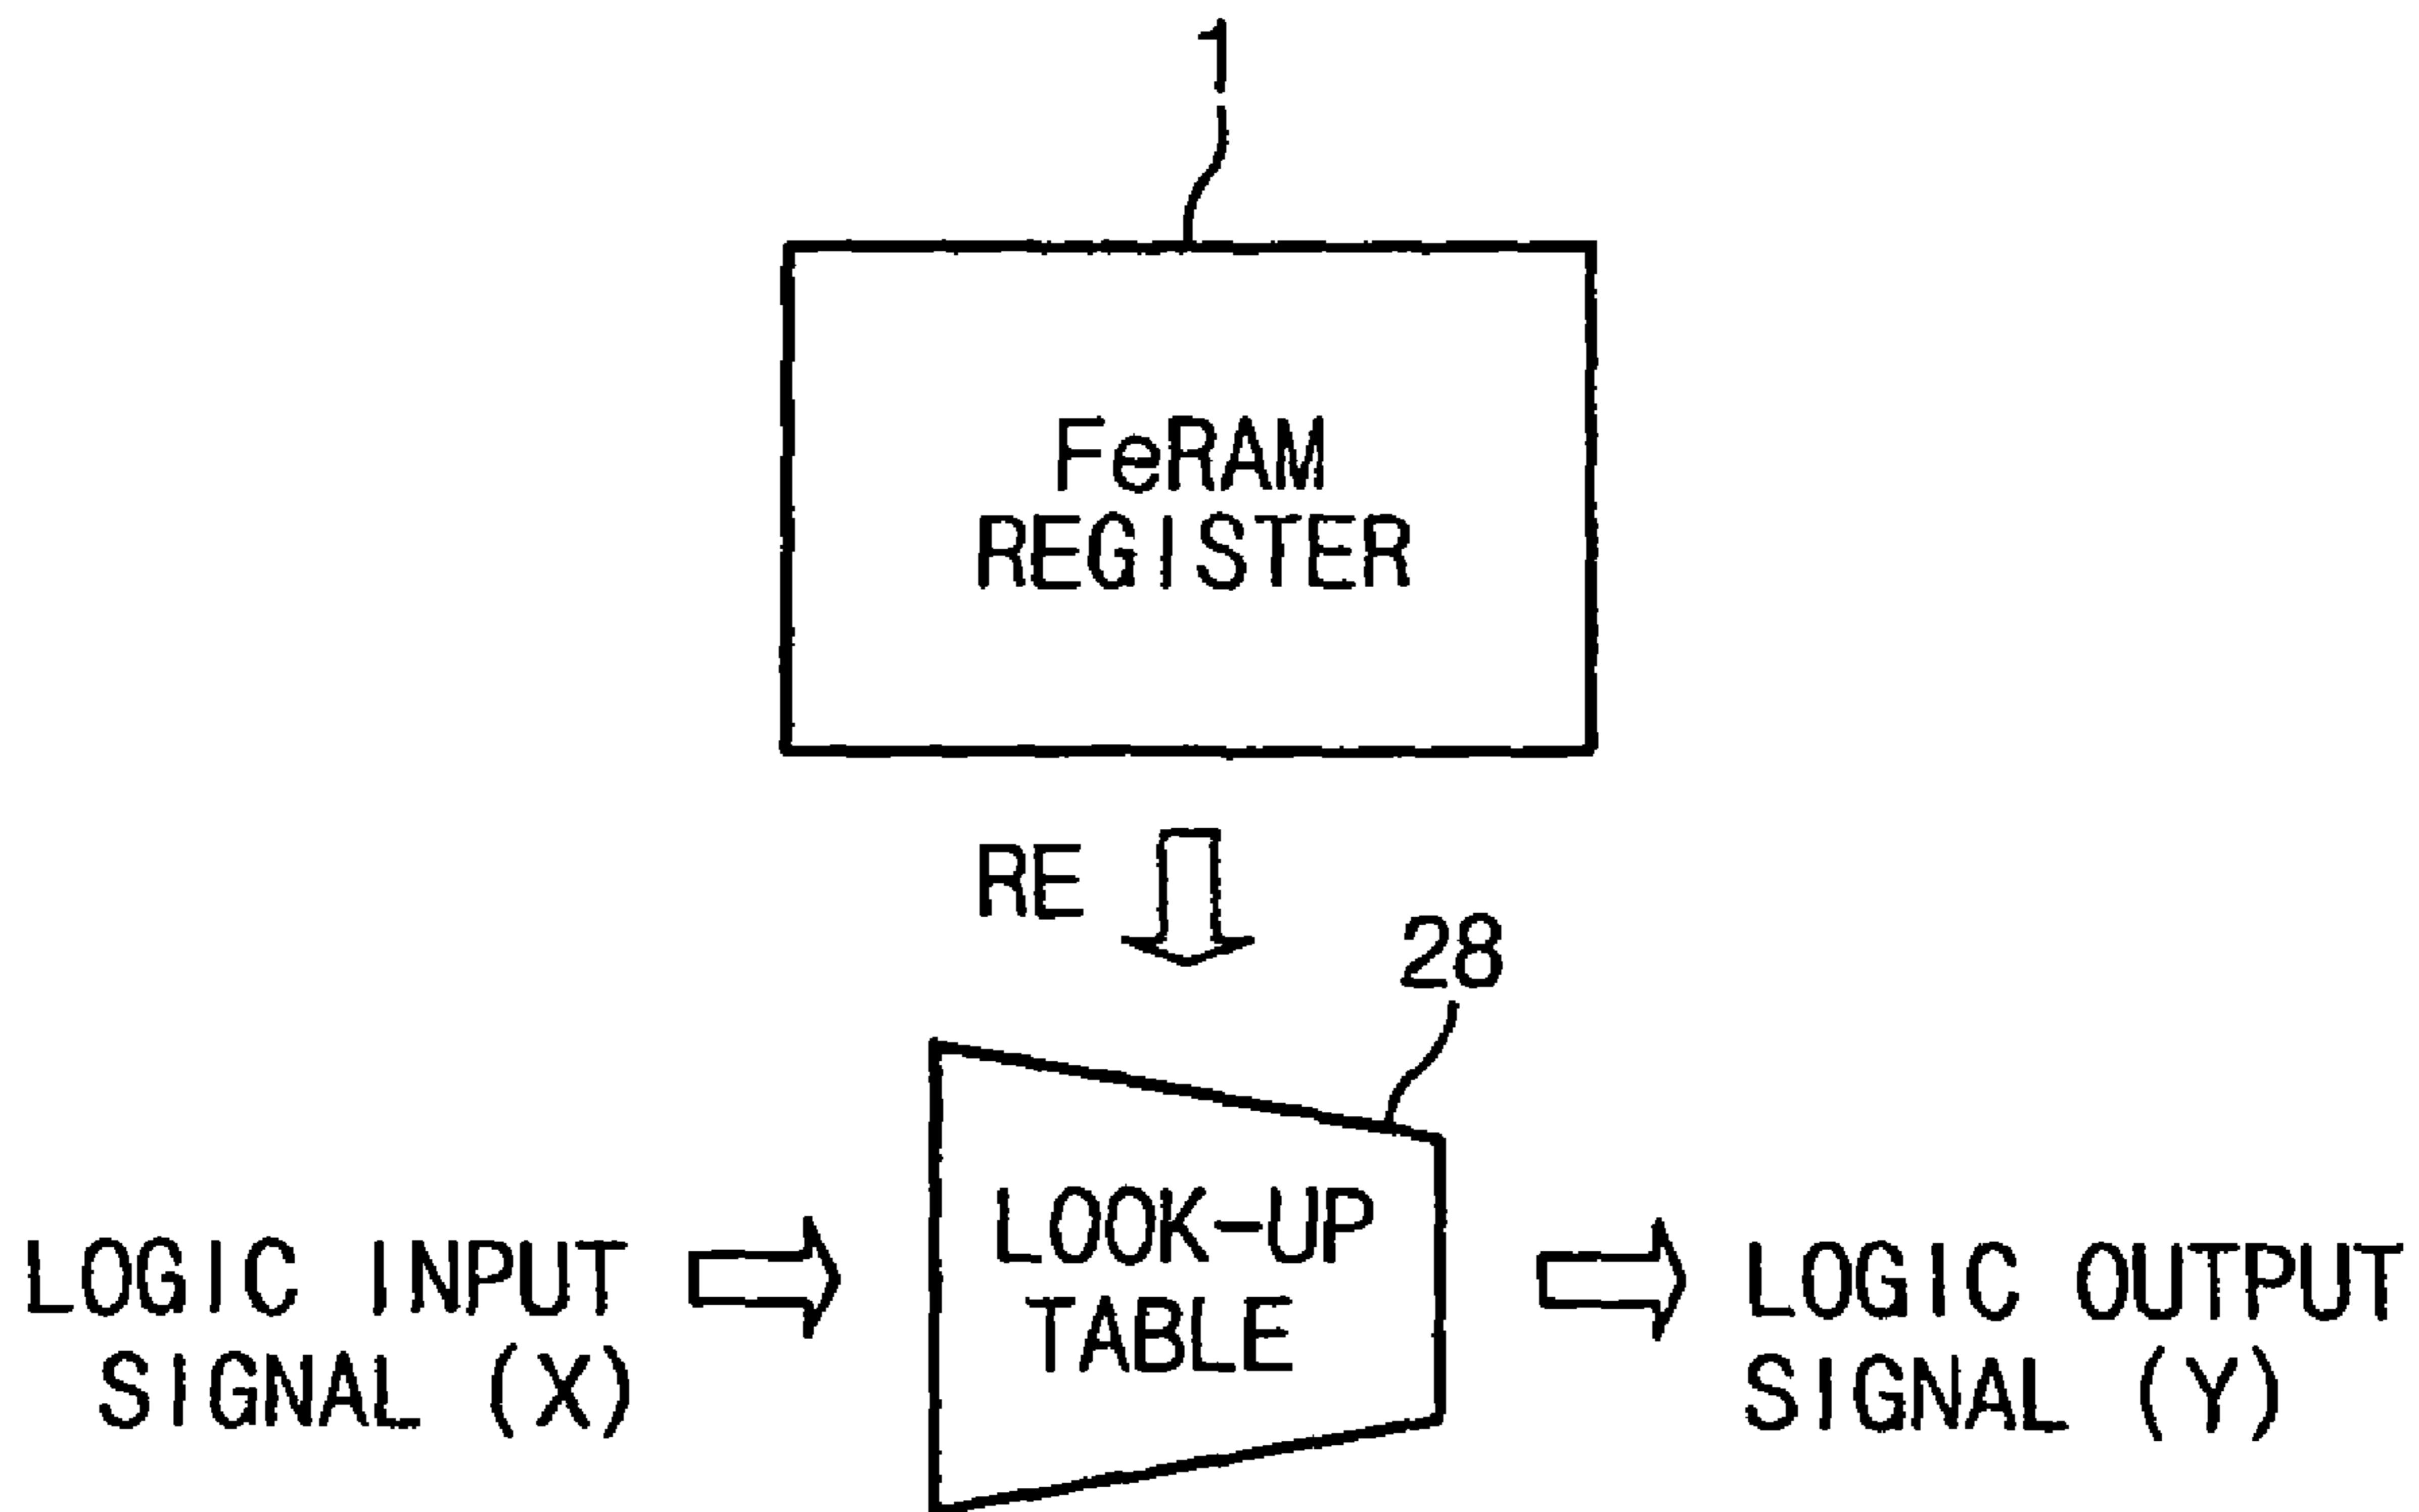 1
FeRAM
REGISTER
RE
28
LOOK-UP
TABLE
LOGIC INPUT
SIGNAL (X)
LOGIC OUTPUT
SIGNAL (Y)